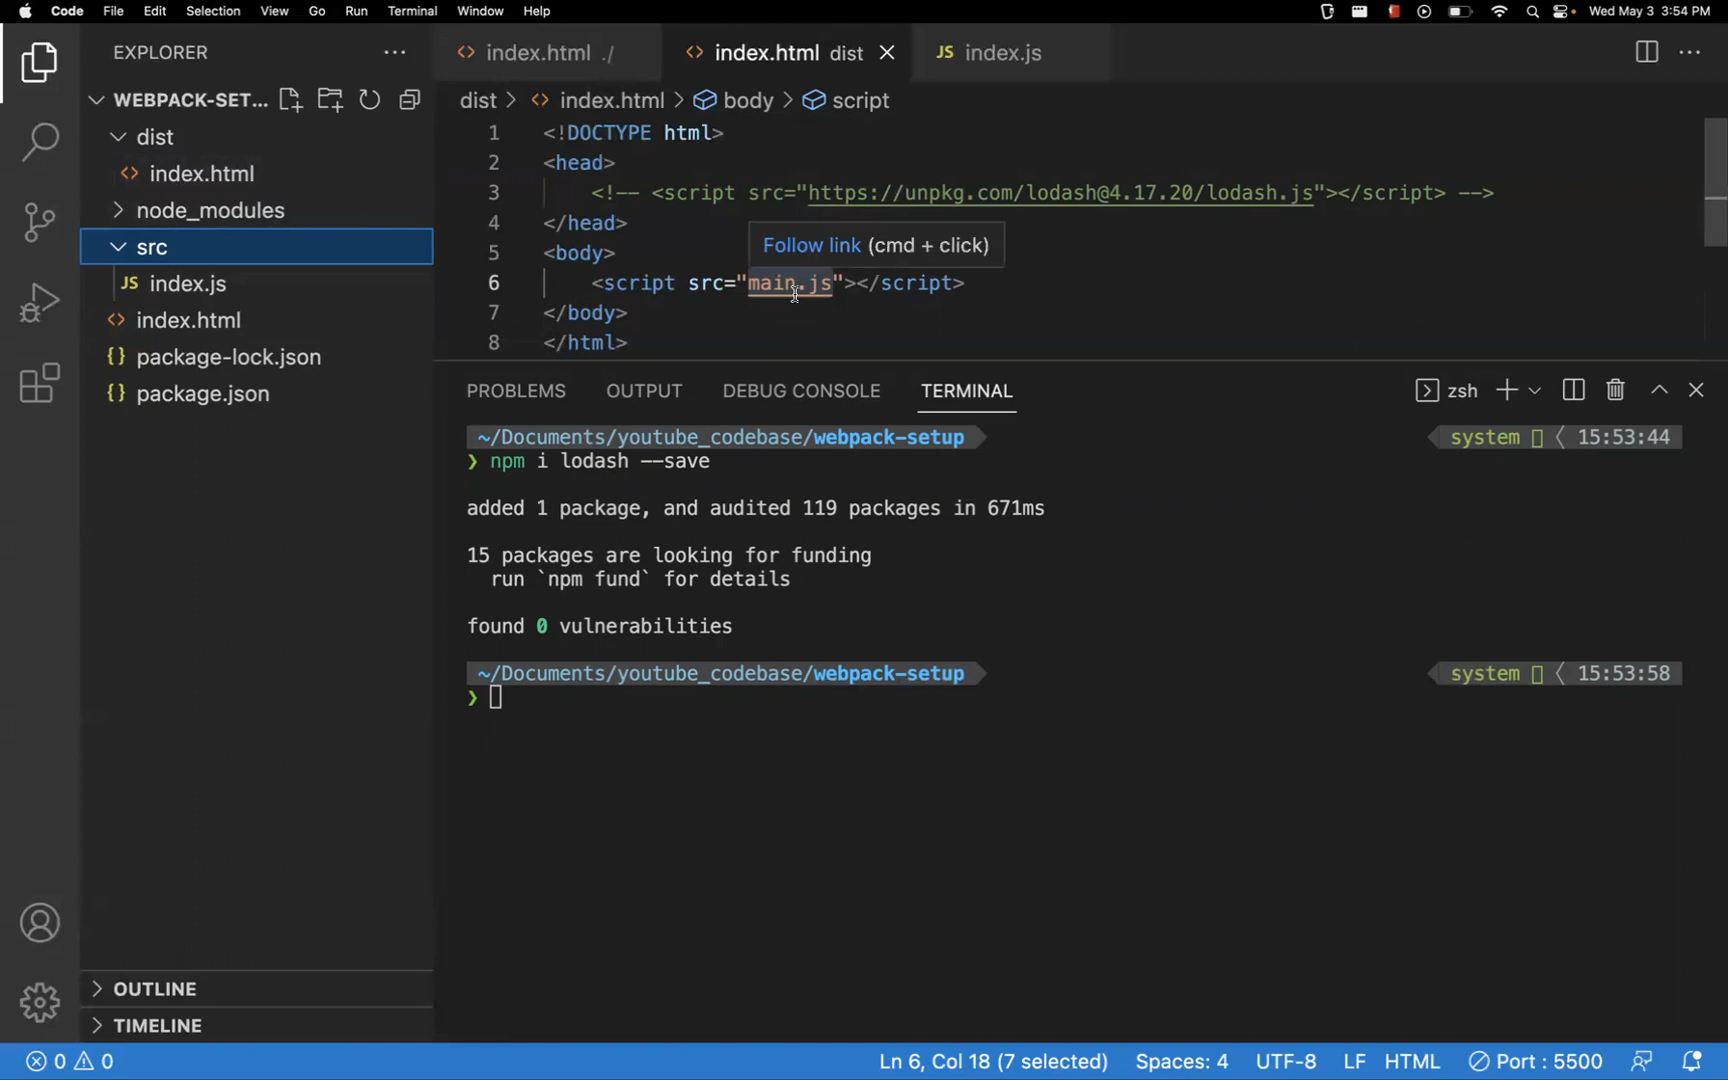 Code File Edit Selection View Go Run Terminal Window Help Wed May 3 3:54 PM
EXPLORER
WEBPACK-SET...
dist
index.html
node_modules
src
JS index.js
index.html
{} package-lock.json
{} package.json
OUTLINE
TIMELINE
index.html ./ index.html dist JS index.js
dist > index.html > body > script
1 <!DOCTYPE html>
2 <head>
3 <!-- <script src="https://unpkg.com/lodash@4.17.20/lodash.js"></script> -->
4 </head>
Follow link (cmd + click)
5 <body>
6 <script src="main.js"></script>
7 </body>
8 </html>
PROBLEMS OUTPUT DEBUG CONSOLE TERMINAL zsh
~/Documents/youtube_codebase/webpack-setup system 15:53:44
❯ npm i lodash --save
added 1 package, and audited 119 packages in 671ms
15 packages are looking for funding
run `npm fund` for details
found 0 vulnerabilities
~/Documents/youtube_codebase/webpack-setup system 15:53:58
❯
0 0 Ln 6, Col 18 (7 selected) Spaces: 4 UTF-8 LF HTML Port : 5500